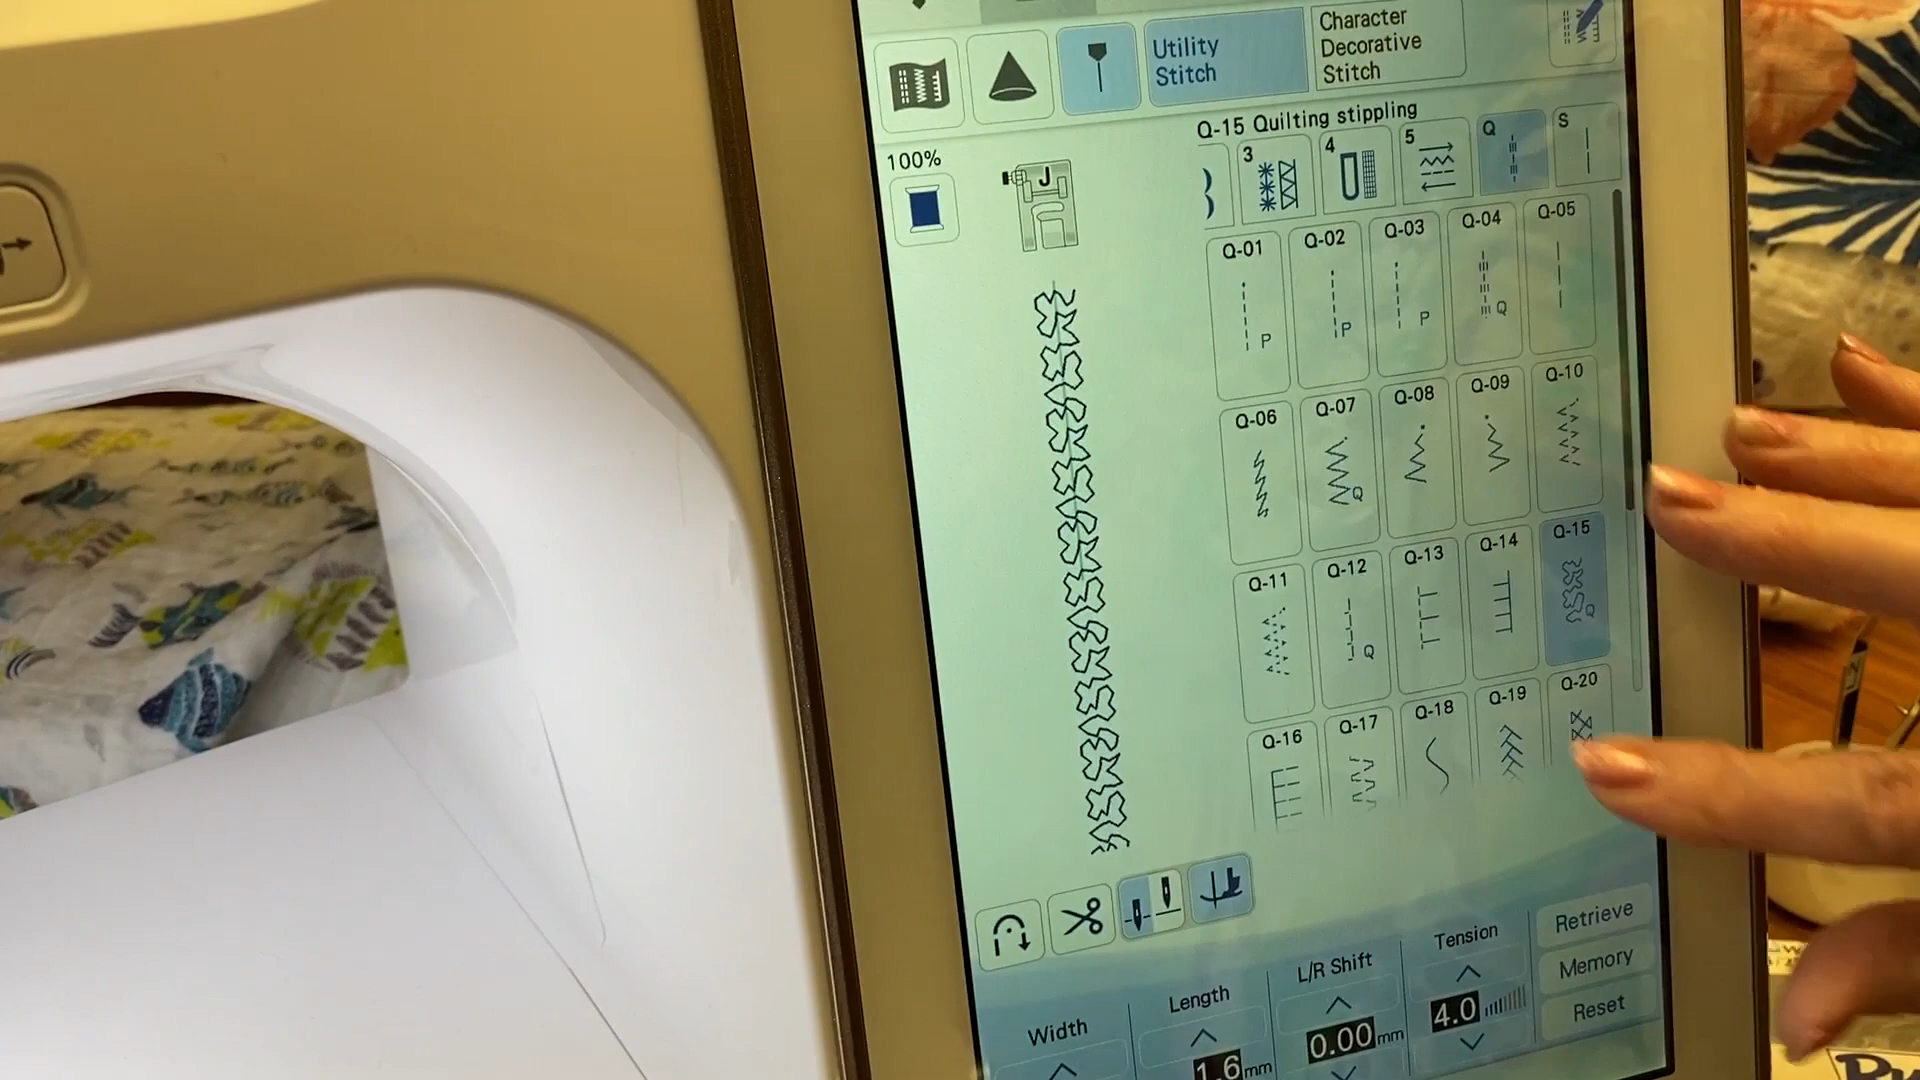 Utility
Stitch
Character
Decorative
Stitch
Q-15 Quilting stippling
100%
J
3
4
5
Q
S
Q-01
Q-02
Q-03
Q-04
Q-05
P
P
P
Q
Q-06
Q-07
Q-08
Q-09
Q-10
Q
Q-11
Q-12
Q-13
Q-14
Q-15
Q
Q
Q-16
Q-17
Q-18
Q-19
Q-20
Width
Length
L/R Shift
Tension
1.6mm
0.00mm
4.0
Retrieve
Memory
Reset